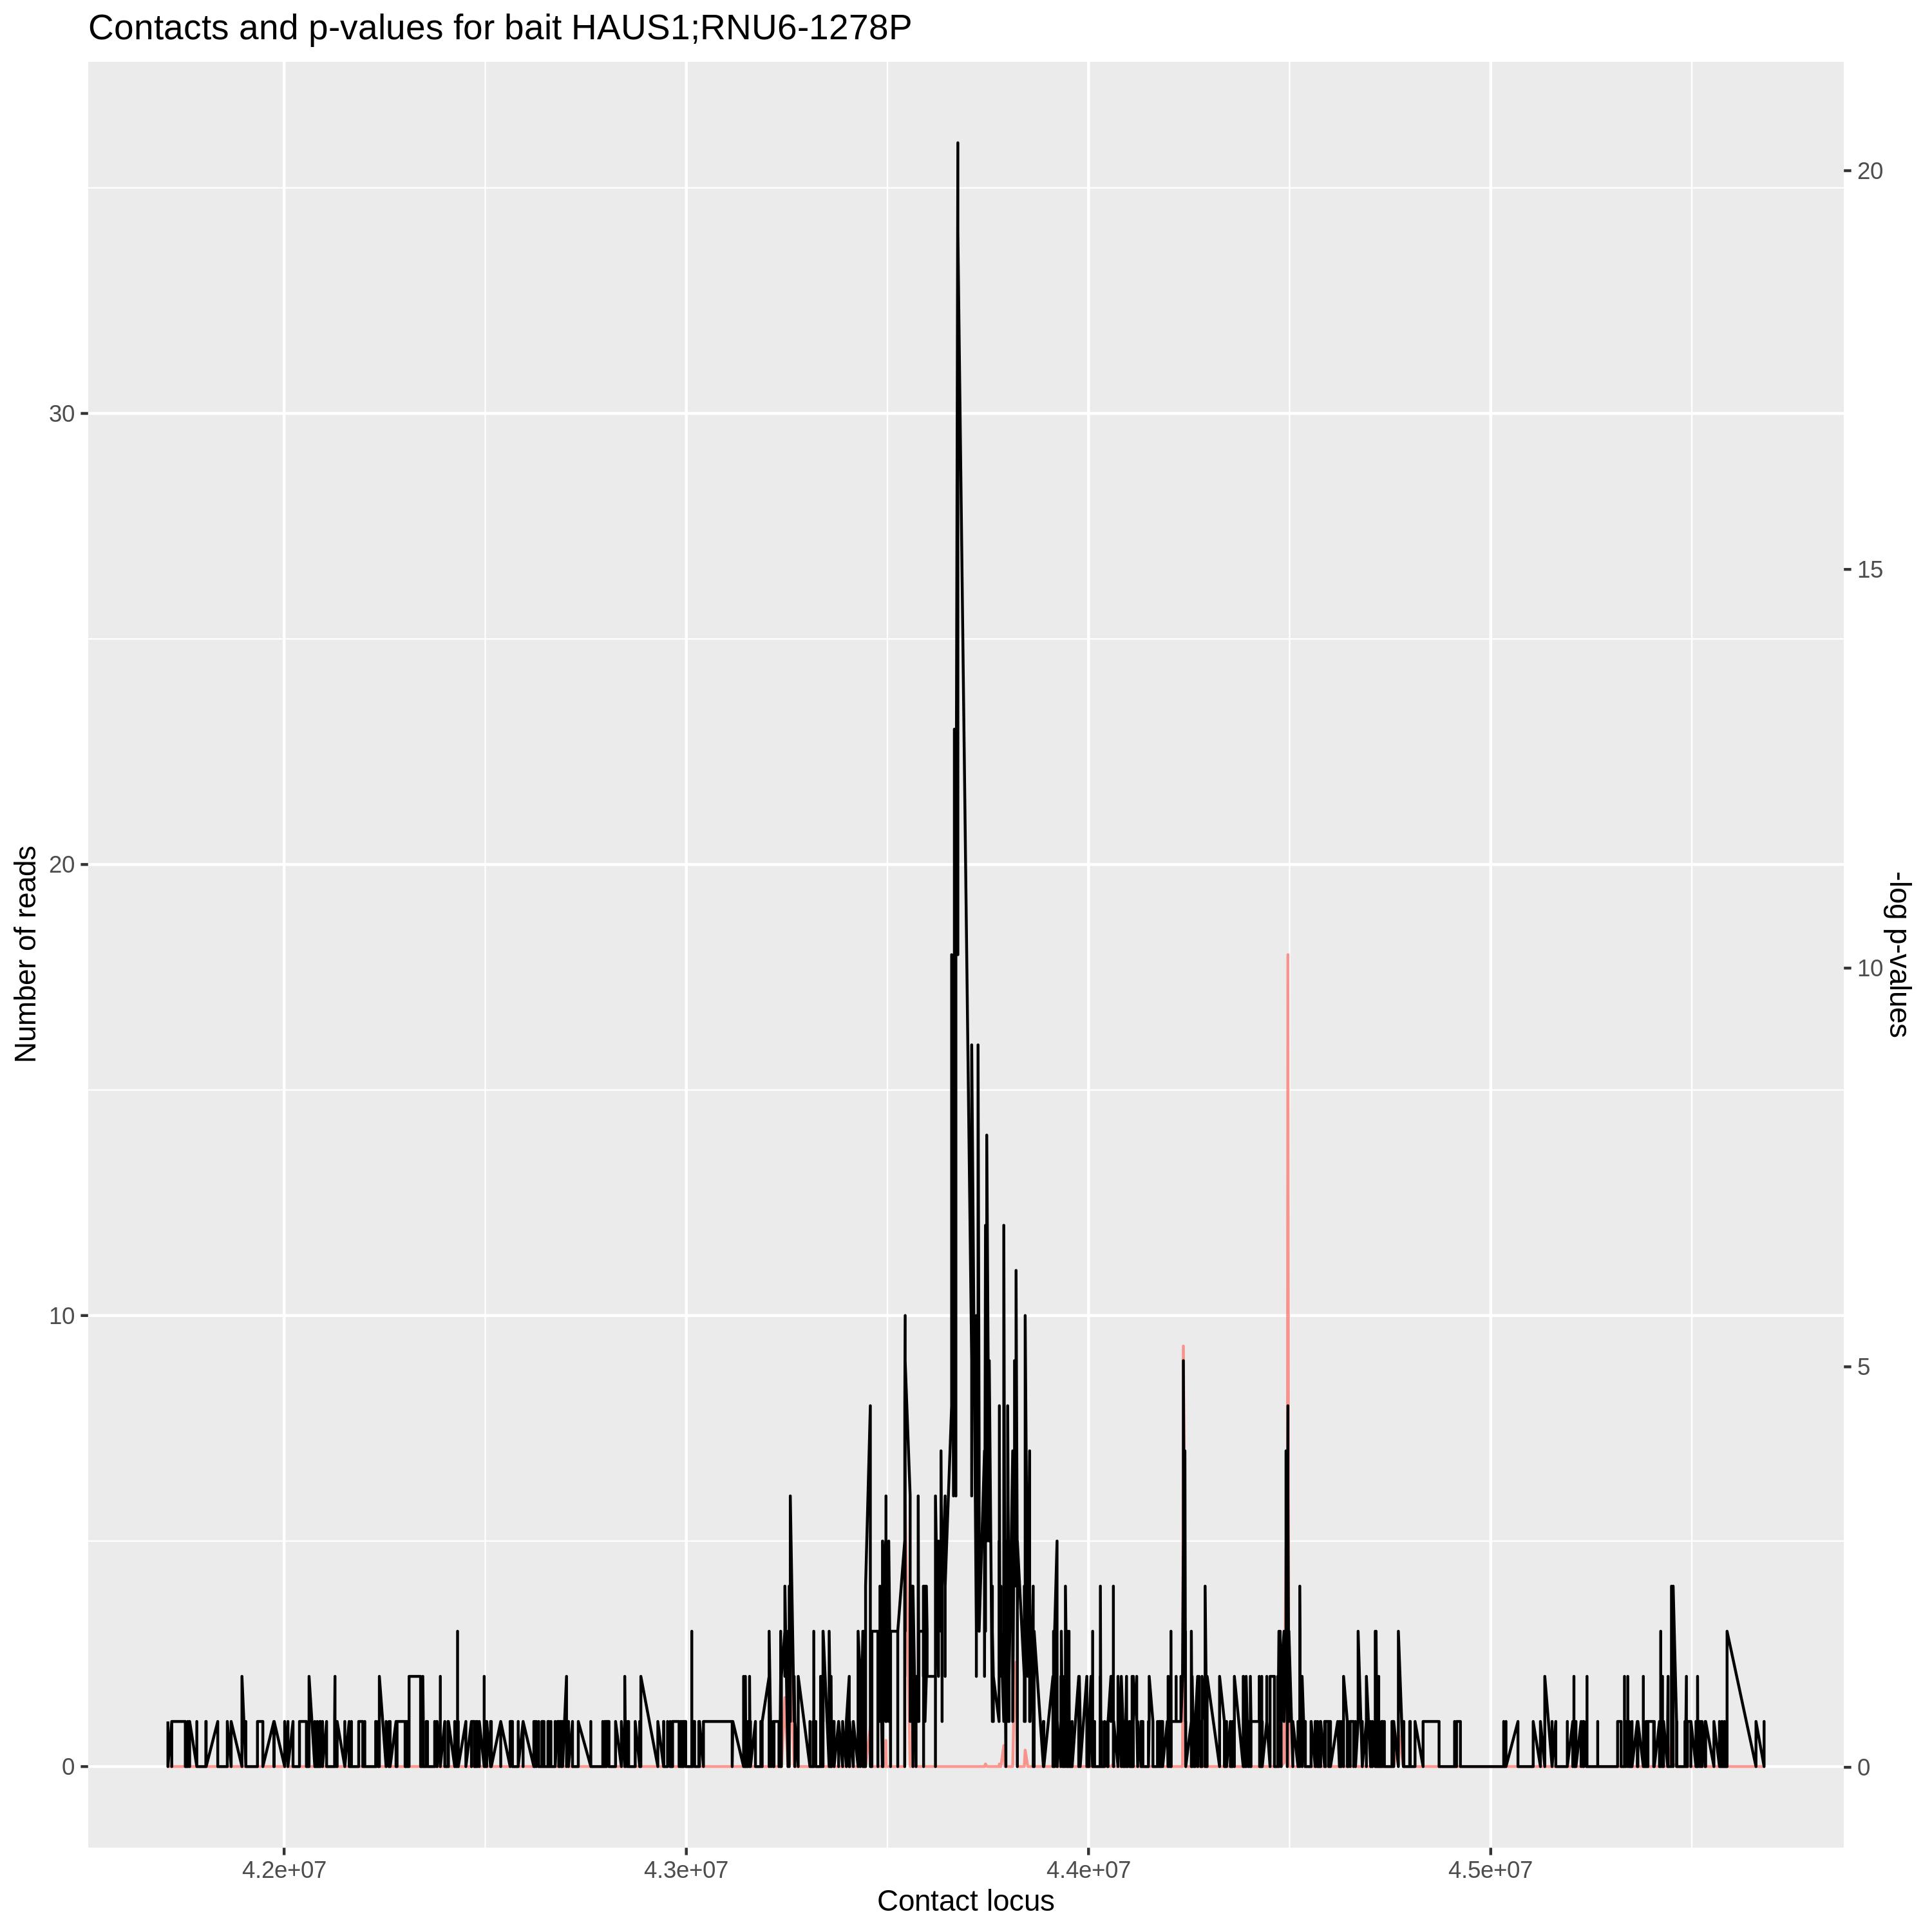 Contacts and p-values for bait HAUS1;RNU6-1278P
Number of reads
30
20
10
0
20
15
10
5
0
-log p-values
4.2e+07
4.3e+07
4.4e+07
4.5e+07
Contact locus